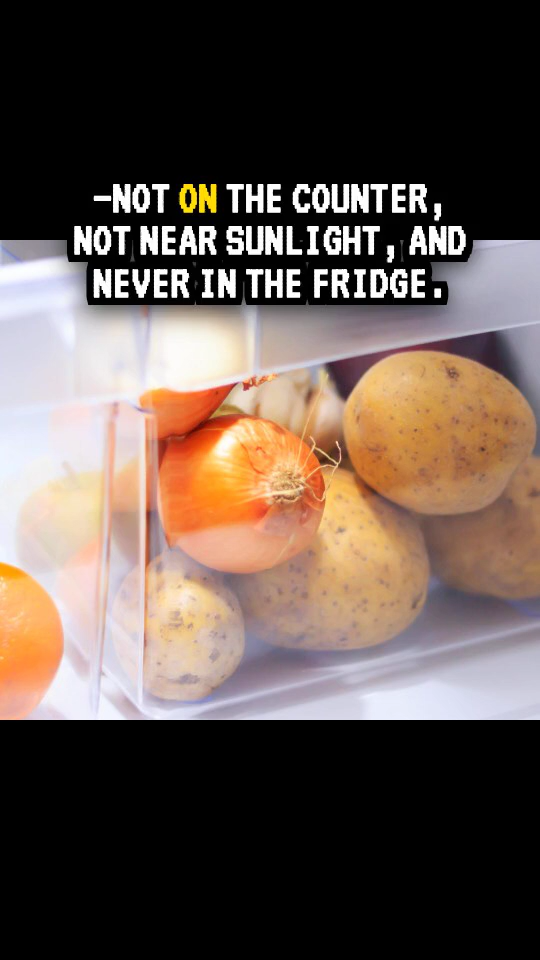 -NOT ON THE COUNTER,
NOT NEAR SUNLIGHT, AND
NEVER IN THE FRIDGE.